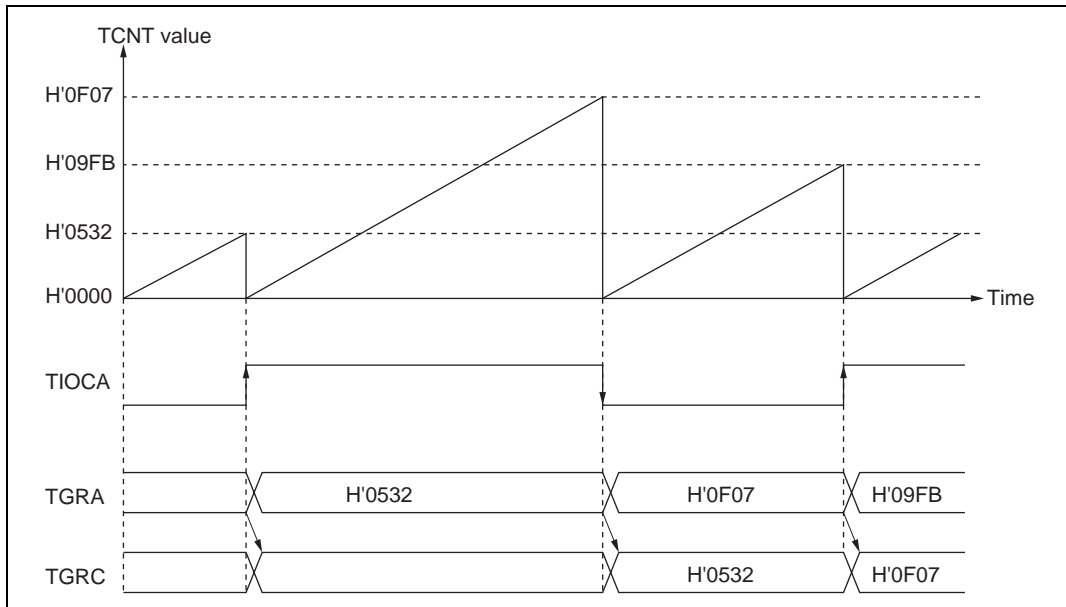 TCNT value
H'0F07
H'09FB
H'0532
H'0000
Time
TIOCA
TGRA
H'0532
H'0F07
H'09FB
TGRC
H'0532
H'0F07